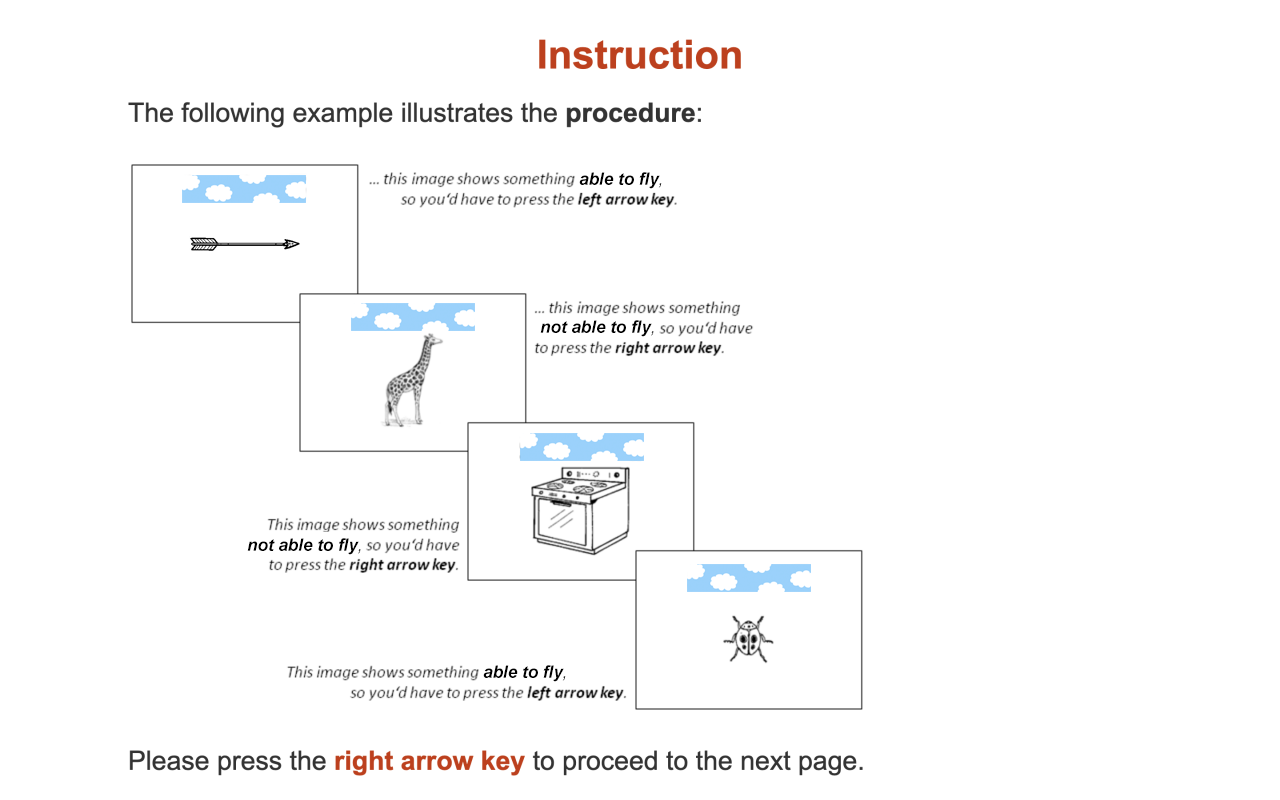 Instruction
The following example illustrates the procedure:
... this image shows something able to fly,
so you‘d have to press the left arrow key.
... this image shows something
not able to fly, so you‘d have
to press the right arrow key.
This image shows something
not able to fly, so you‘d have
to press the right arrow key.
This image shows something able to fly,
so you‘d have to press the left arrow key.
Please press the right arrow key to proceed to the next page.